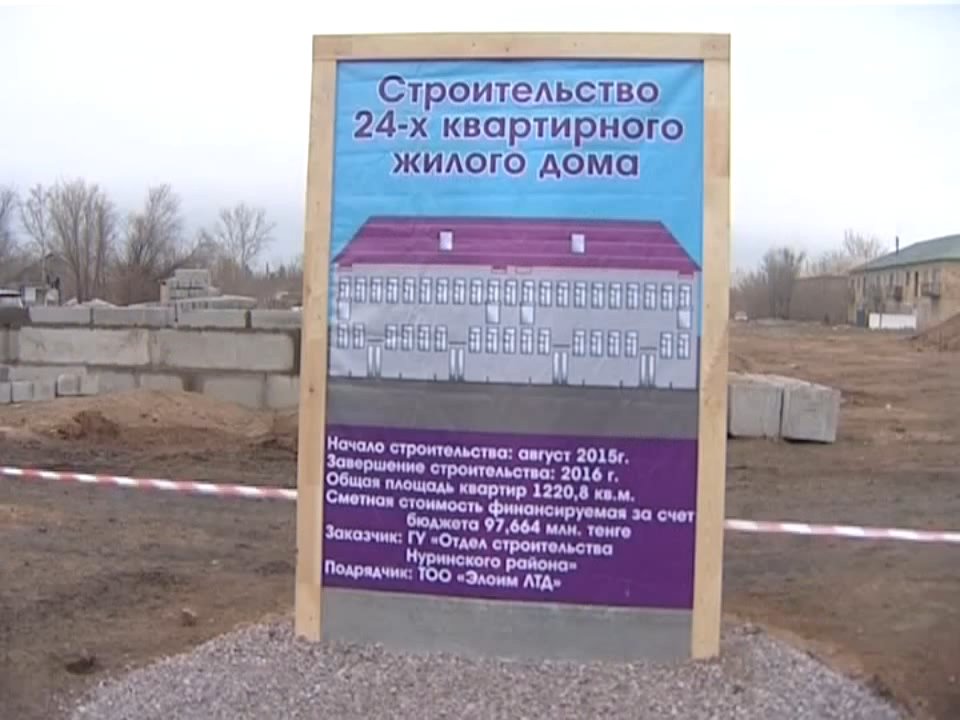 Строительство
24-х квартирного
жилого дома
Начало строительства: август 2015г.
Завершение строительства: 2016 г.
Общая площадь квартир 1220,8 кв.м.
Сметная стоимость финансируемая за счет
бюджета 97,664 млн. тенге
Заказчик: ГУ «Отдел строительства
Нуринского района»
Подрядчик: ТОО «Элоим ЛТД»